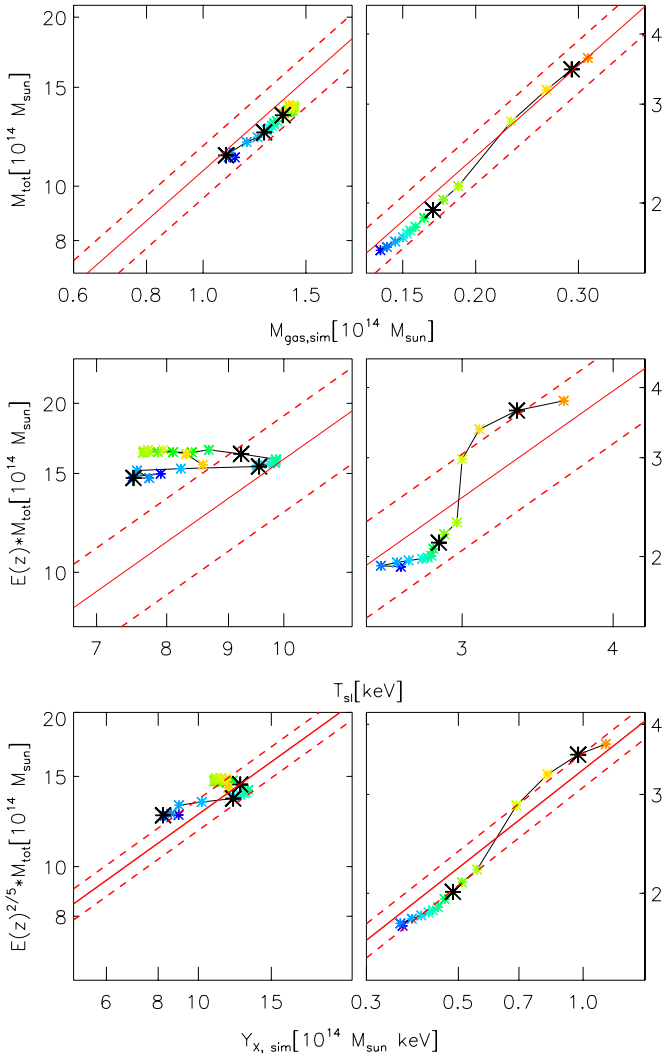 20
15
10
8
M_tot[10^14 M_sun]
4
3
2
0.6 0.8 1.0 1.5 0.15 0.20 0.30
M_gas,sim[10^14 M_sun]
20
15
10
E(z)*M_tot[10^14 M_sun]
4
3
2
7 8 9 10 3 4
T_sl[keV]
20
15
10
8
E(z)^2/5*M_tot[10^14 M_sun]
4
3
2
6 8 10 15 0.3 0.5 0.7 1.0
Y_X, sim[10^14 M_sun keV]